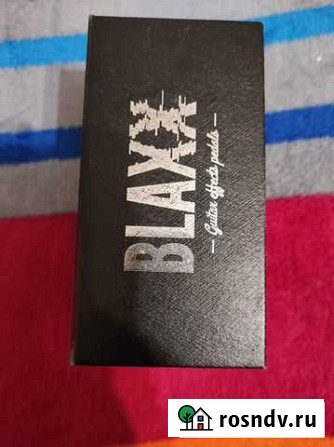 BLAXX
— Guitar effects pedals —
rosndv.ru